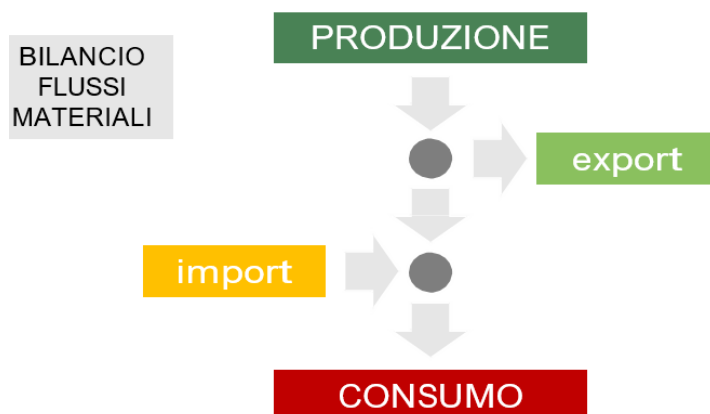 PRODUZIONE
BILANCIO
FLUSSI
MATERIALI
export
import
CONSUMO